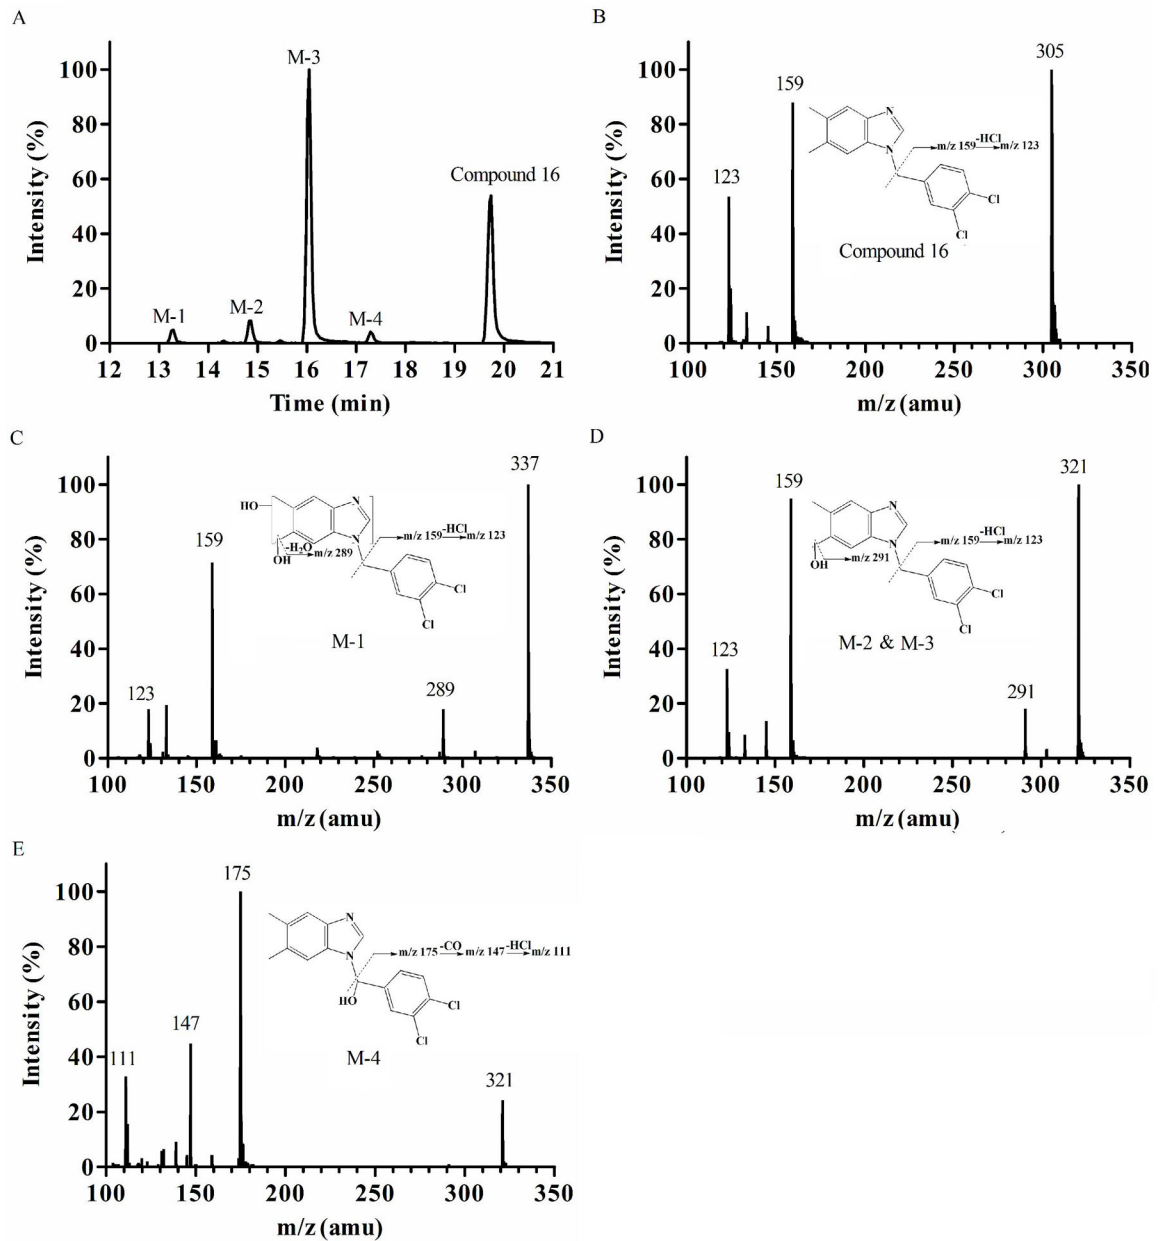 A
M-3
Compound 16
M-1
M-2
M-4
100
80
60
40
20
0
Intensity (%)
12 13 14 15 16 17 18 19 20 21
Time (min)
B
305
159
123
N
N
m/z 159 -HCl m/z 123
Cl
Cl
Compound 16
100
80
60
40
20
0
Intensity (%)
100 150 200 250 300 350
m/z (amu)
C
337
159
123
289
HO
N
N
-H2O
OH
m/z 289
m/z 159 -HCl m/z 123
Cl
Cl
M-1
100
80
60
40
20
0
Intensity (%)
100 150 200 250 300 350
m/z (amu)
D
321
159
123
291
N
N
OH
m/z 291
m/z 159 -HCl m/z 123
Cl
Cl
M-2 & M-3
100
80
60
40
20
0
Intensity (%)
100 150 200 250 300 350
m/z (amu)
E
175
147
111
321
N
N
HO
m/z 175 -CO m/z 147 -HCl m/z 111
Cl
Cl
M-4
100
80
60
40
20
0
Intensity (%)
100 150 200 250 300 350
m/z (amu)